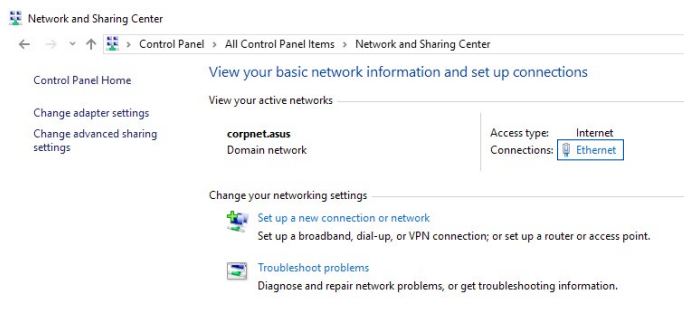 Network and Sharing Center
Control Panel > All Control Panel Items > Network and Sharing Center
Control Panel Home
Change adapter settings
Change advanced sharing
settings
View your basic network information and set up connections
View your active networks
corpnet.asus
Domain network
Access type: Internet
Connections: Ethernet
Change your networking settings
Set up a new connection or network
Set up a broadband, dial-up, or VPN connection; or set up a router or access point.
Troubleshoot problems
Diagnose and repair network problems, or get troubleshooting information.